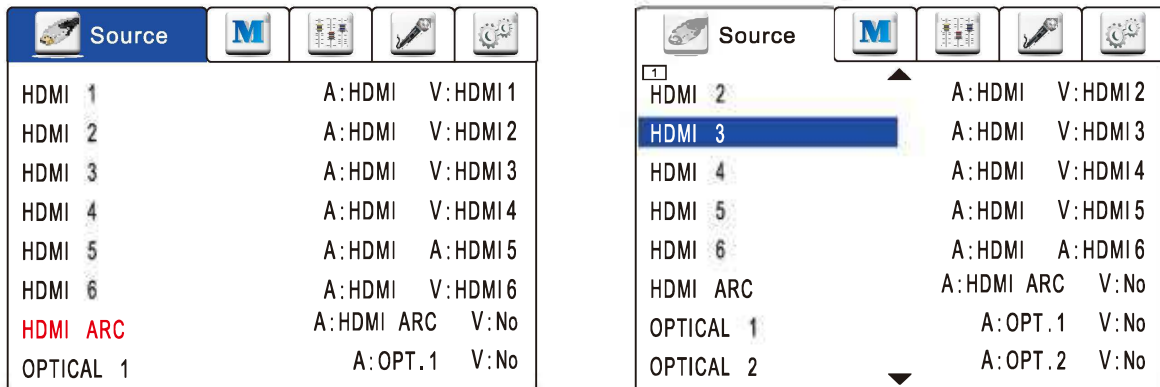 Source M
HDMI 1 A:HDMI V:HDMI1
HDMI 2 A:HDMI V:HDMI2
HDMI 3 A:HDMI V:HDMI3
HDMI 4 A:HDMI V:HDMI4
HDMI 5 A:HDMI A:HDMI5
HDMI 6 A:HDMI V:HDMI6
HDMI ARC A:HDMI ARC V:No
OPTICAL 1 A:OPT.1 V:No
Source M
1
HDMI 2 A:HDMI V:HDMI2
HDMI 3 A:HDMI V:HDMI3
HDMI 4 A:HDMI V:HDMI4
HDMI 5 A:HDMI V:HDMI5
HDMI 6 A:HDMI A:HDMI6
HDMI ARC A:HDMI ARC V:No
OPTICAL 1 A:OPT.1 V:No
OPTICAL 2 A:OPT.2 V:No